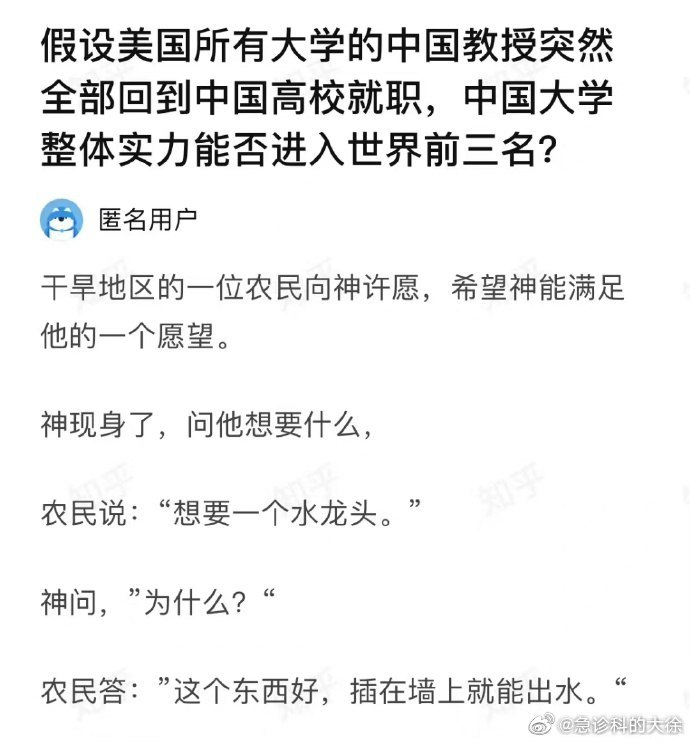 假设美国所有大学的中国教授突然
全部回到中国高校就职，中国大学
整体实力能否进入世界前三名？
匿名用户
干旱地区的一位农民向神许愿，希望神能满足
他的一个愿望。
神现身了，问他想要什么，
农民说：“想要一个水龙头。”
神问，”为什么？“
农民答：”这个东西好，插在墙上就能出水。“
@急诊科的大徐